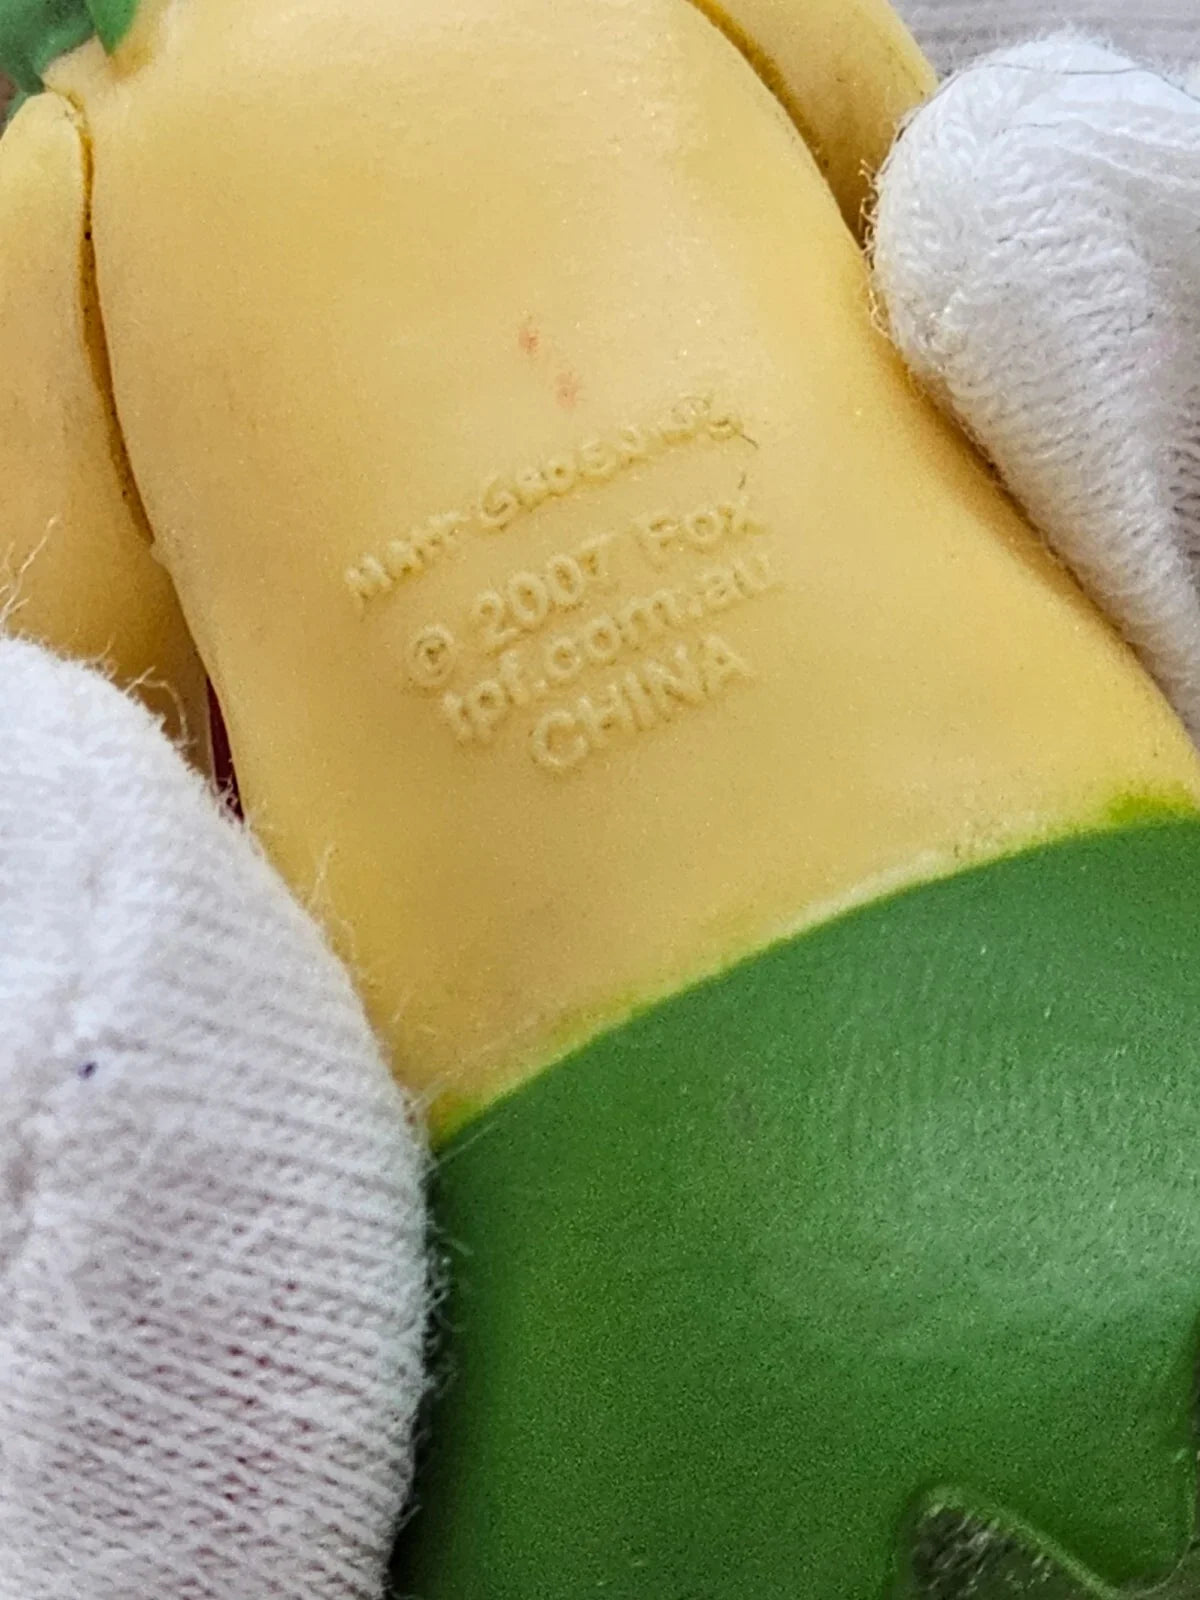 MATT GROENING
© 2007 Fox
tpf.com.au
CHINA